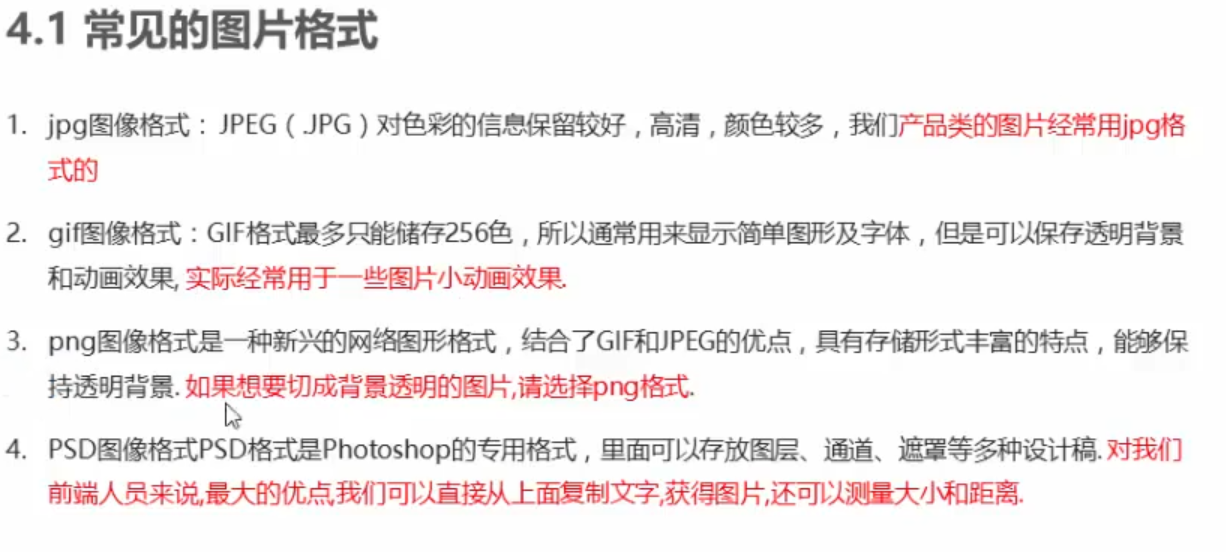 4.1 常见的图片格式
1. jpg图像格式：JPEG（.JPG）对色彩的信息保留较好，高清，颜色较多，我们产品类的图片经常用jpg格
式的
2. gif图像格式：GIF格式最多只能储存256色，所以通常用来显示简单图形及字体，但是可以保存透明背景
和动画效果, 实际经常用于一些图片小动画效果.
3. png图像格式是一种新兴的网络图形格式，结合了GIF和JPEG的优点，具有存储形式丰富的特点，能够保
持透明背景. 如果想要切成背景透明的图片,请选择png格式.
4. PSD图像格式PSD格式是Photoshop的专用格式，里面可以存放图层、通道、遮罩等多种设计稿. 对我们
前端人员来说,最大的优点,我们可以直接从上面复制文字,获得图片,还可以测量大小和距离.